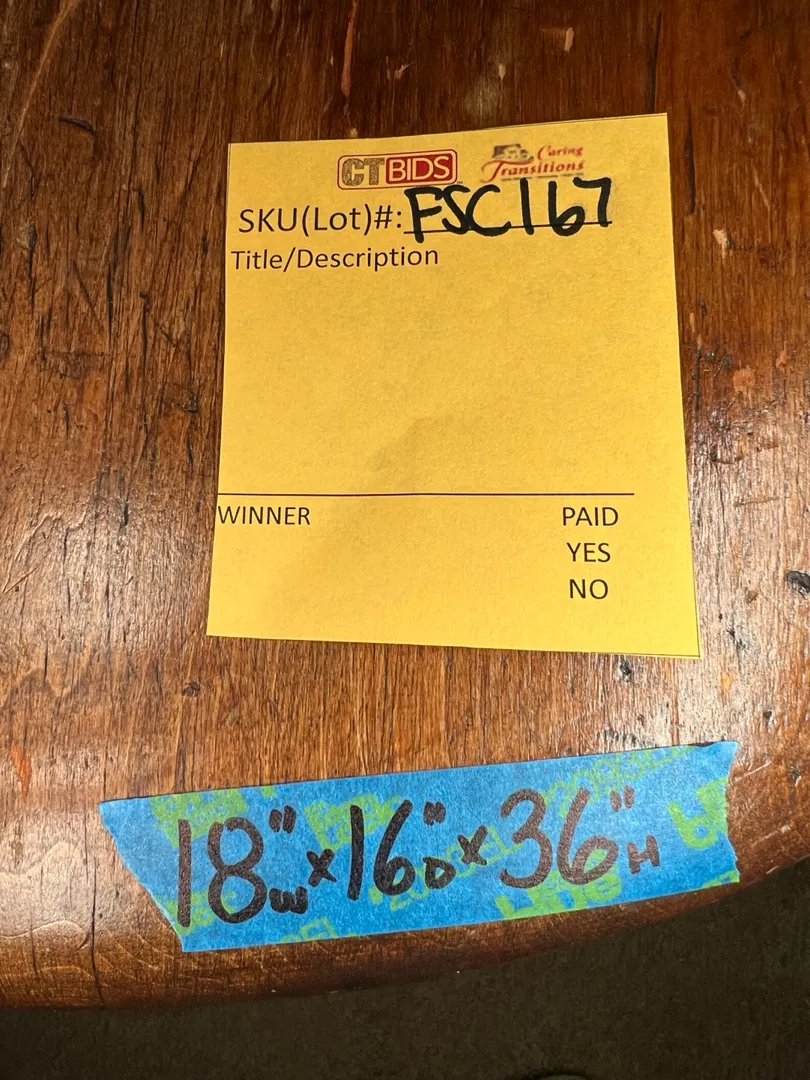 CTBIDS Caring Transitions
SKU(Lot)#: FSC167
Title/Description
WINNER PAID
YES
NO
18"W x 16"D x 36"H